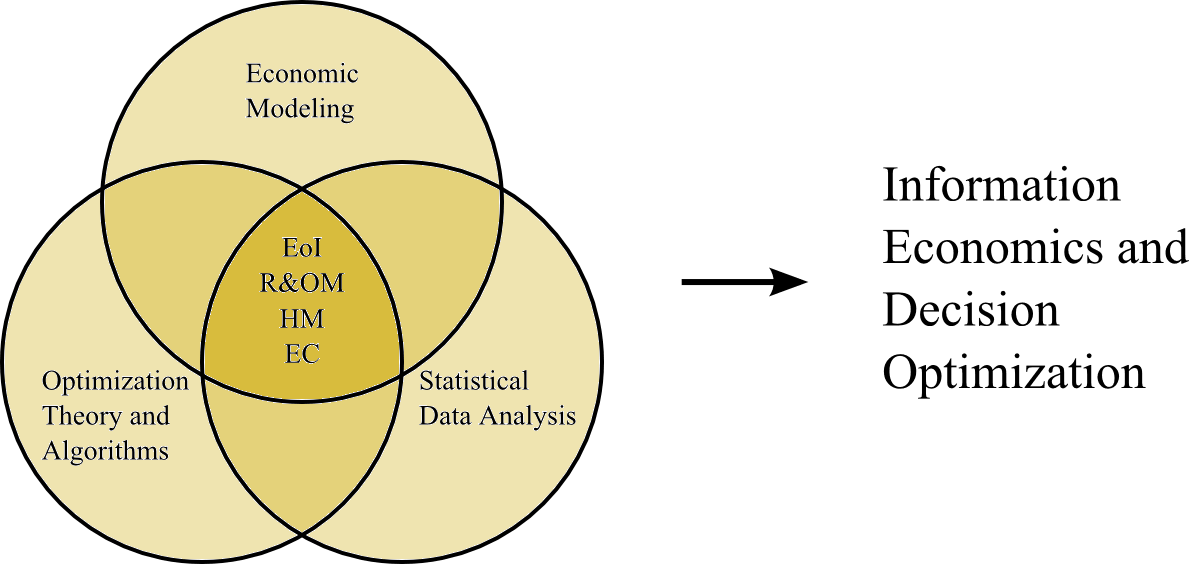 Economic
Modeling
EoI
R&OM
HM
EC
Optimization
Theory and
Algorithms
Statistical
Data Analysis
Information
Economics and
Decision
Optimization